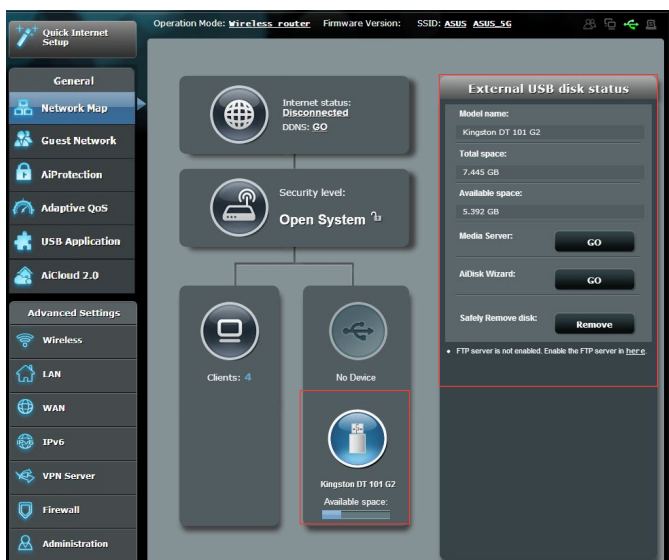 Quick Internet
Setup
Operation Mode: Wireless router Firmware Version: SSID: ASUS ASUS_5G
General
Network Map
Guest Network
AiProtection
Adaptive QoS
USB Application
AiCloud 2.0
Advanced Settings
Wireless
LAN
WAN
IPv6
VPN Server
Firewall
Administration
Internet status:
Disconnected
DDNS: GO
Security level:
Open System
Clients: 4
No Device
Kingston DT 101 G2
Available space:
External USB disk status
Model name:
Kingston DT 101 G2
Total space:
7.445 GB
Available space:
5.392 GB
Media Server: GO
AiDisk Wizard: GO
Safely Remove disk: Remove
• FTP server is not enabled. Enable the FTP server in here.